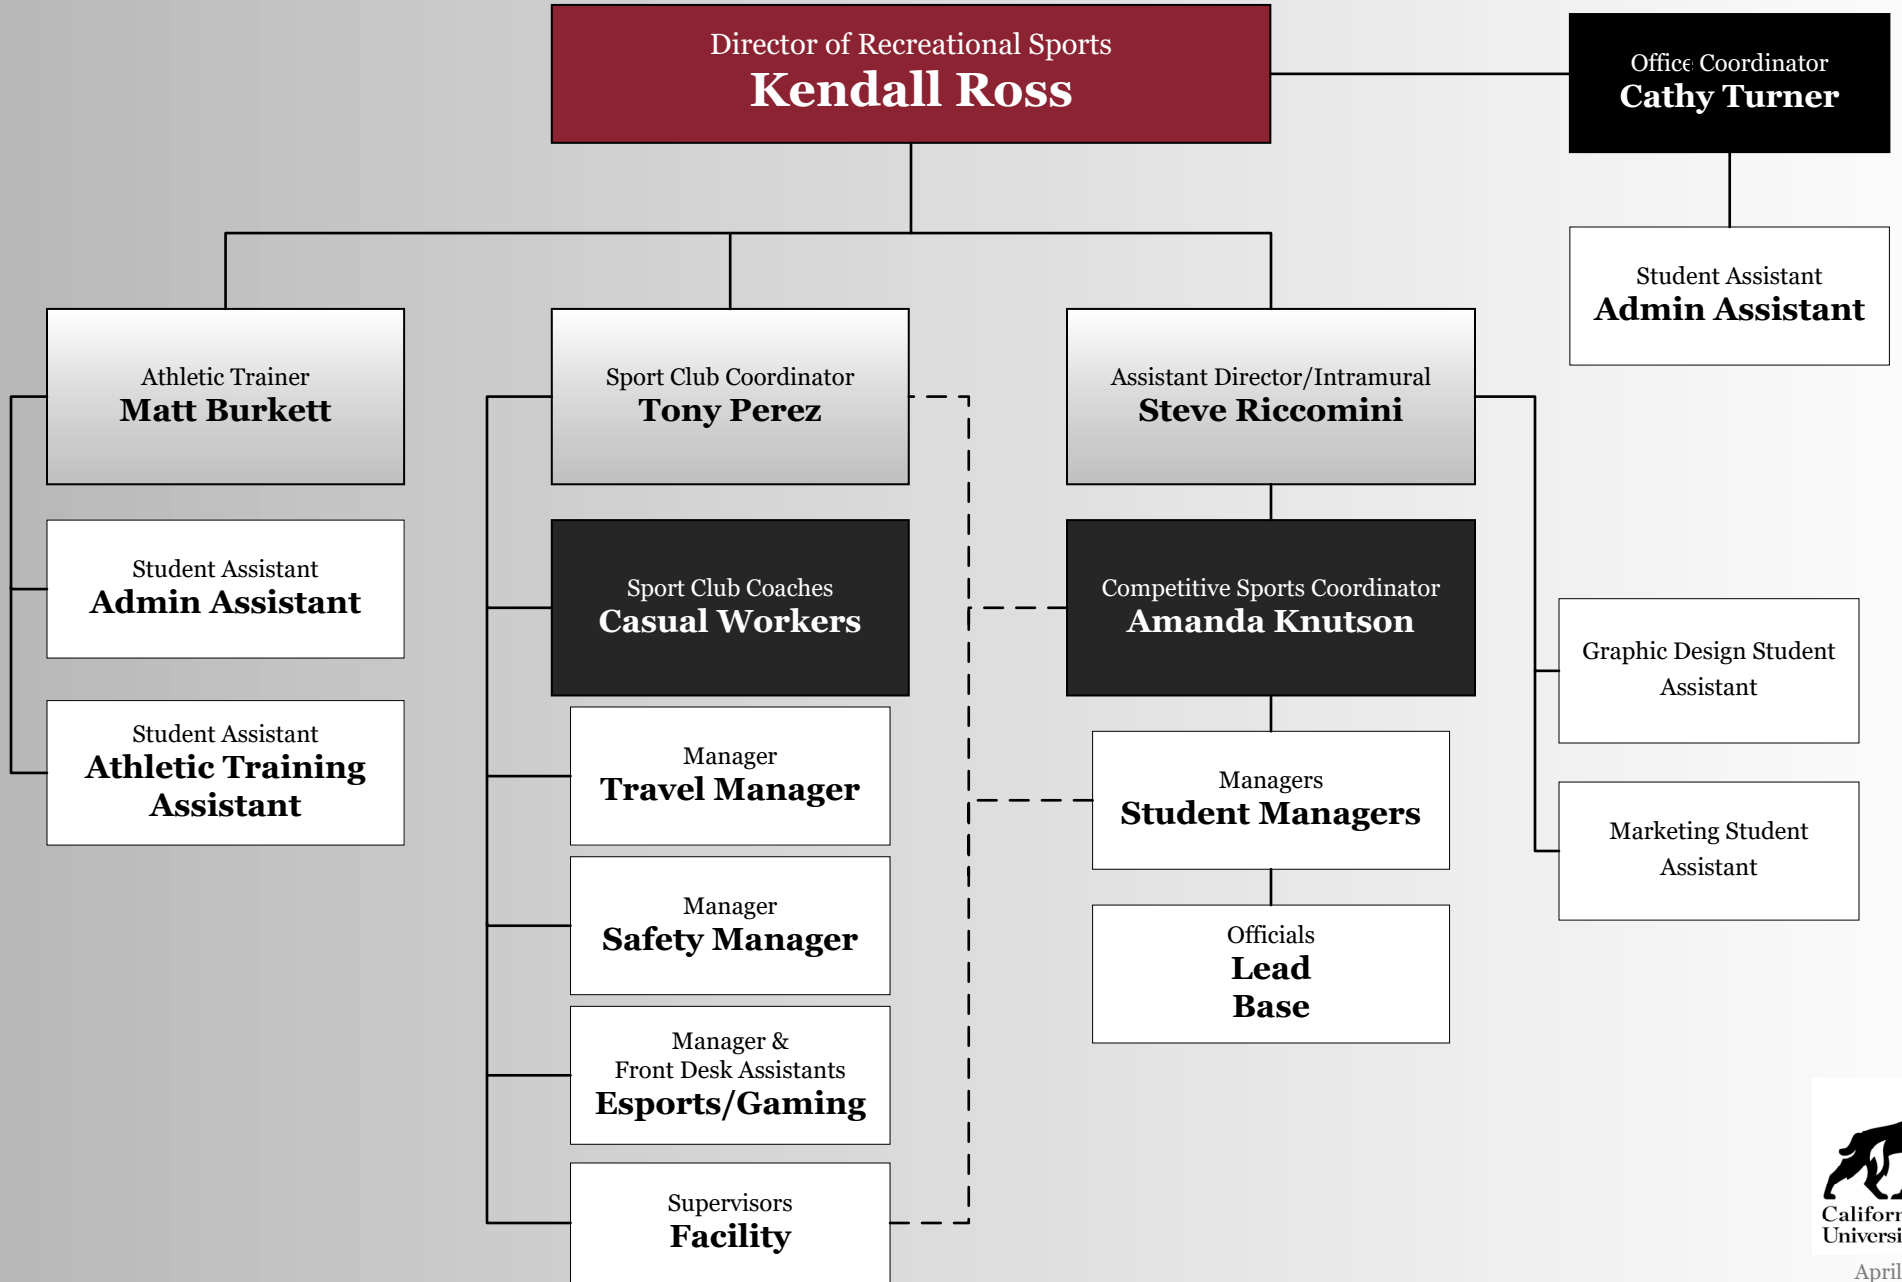 Director of Recreational Sports
Kendall Ross
Office Coordinator
Cathy Turner
Student Assistant
Admin Assistant
Athletic Trainer
Matt Burkett
Sport Club Coordinator
Tony Perez
Assistant Director/Intramural
Steve Riccomini
Student Assistant
Admin Assistant
Sport Club Coaches
Casual Workers
Competitive Sports Coordinator
Amanda Knutson
Graphic Design Student
Assistant
Student Assistant
Athletic Training
Assistant
Manager
Travel Manager
Managers
Student Managers
Marketing Student
Assistant
Manager
Safety Manager
Officials
Lead
Base
Manager &
Front Desk Assistants
Esports/Gaming
Supervisors
Facility
Califor
Universi
April